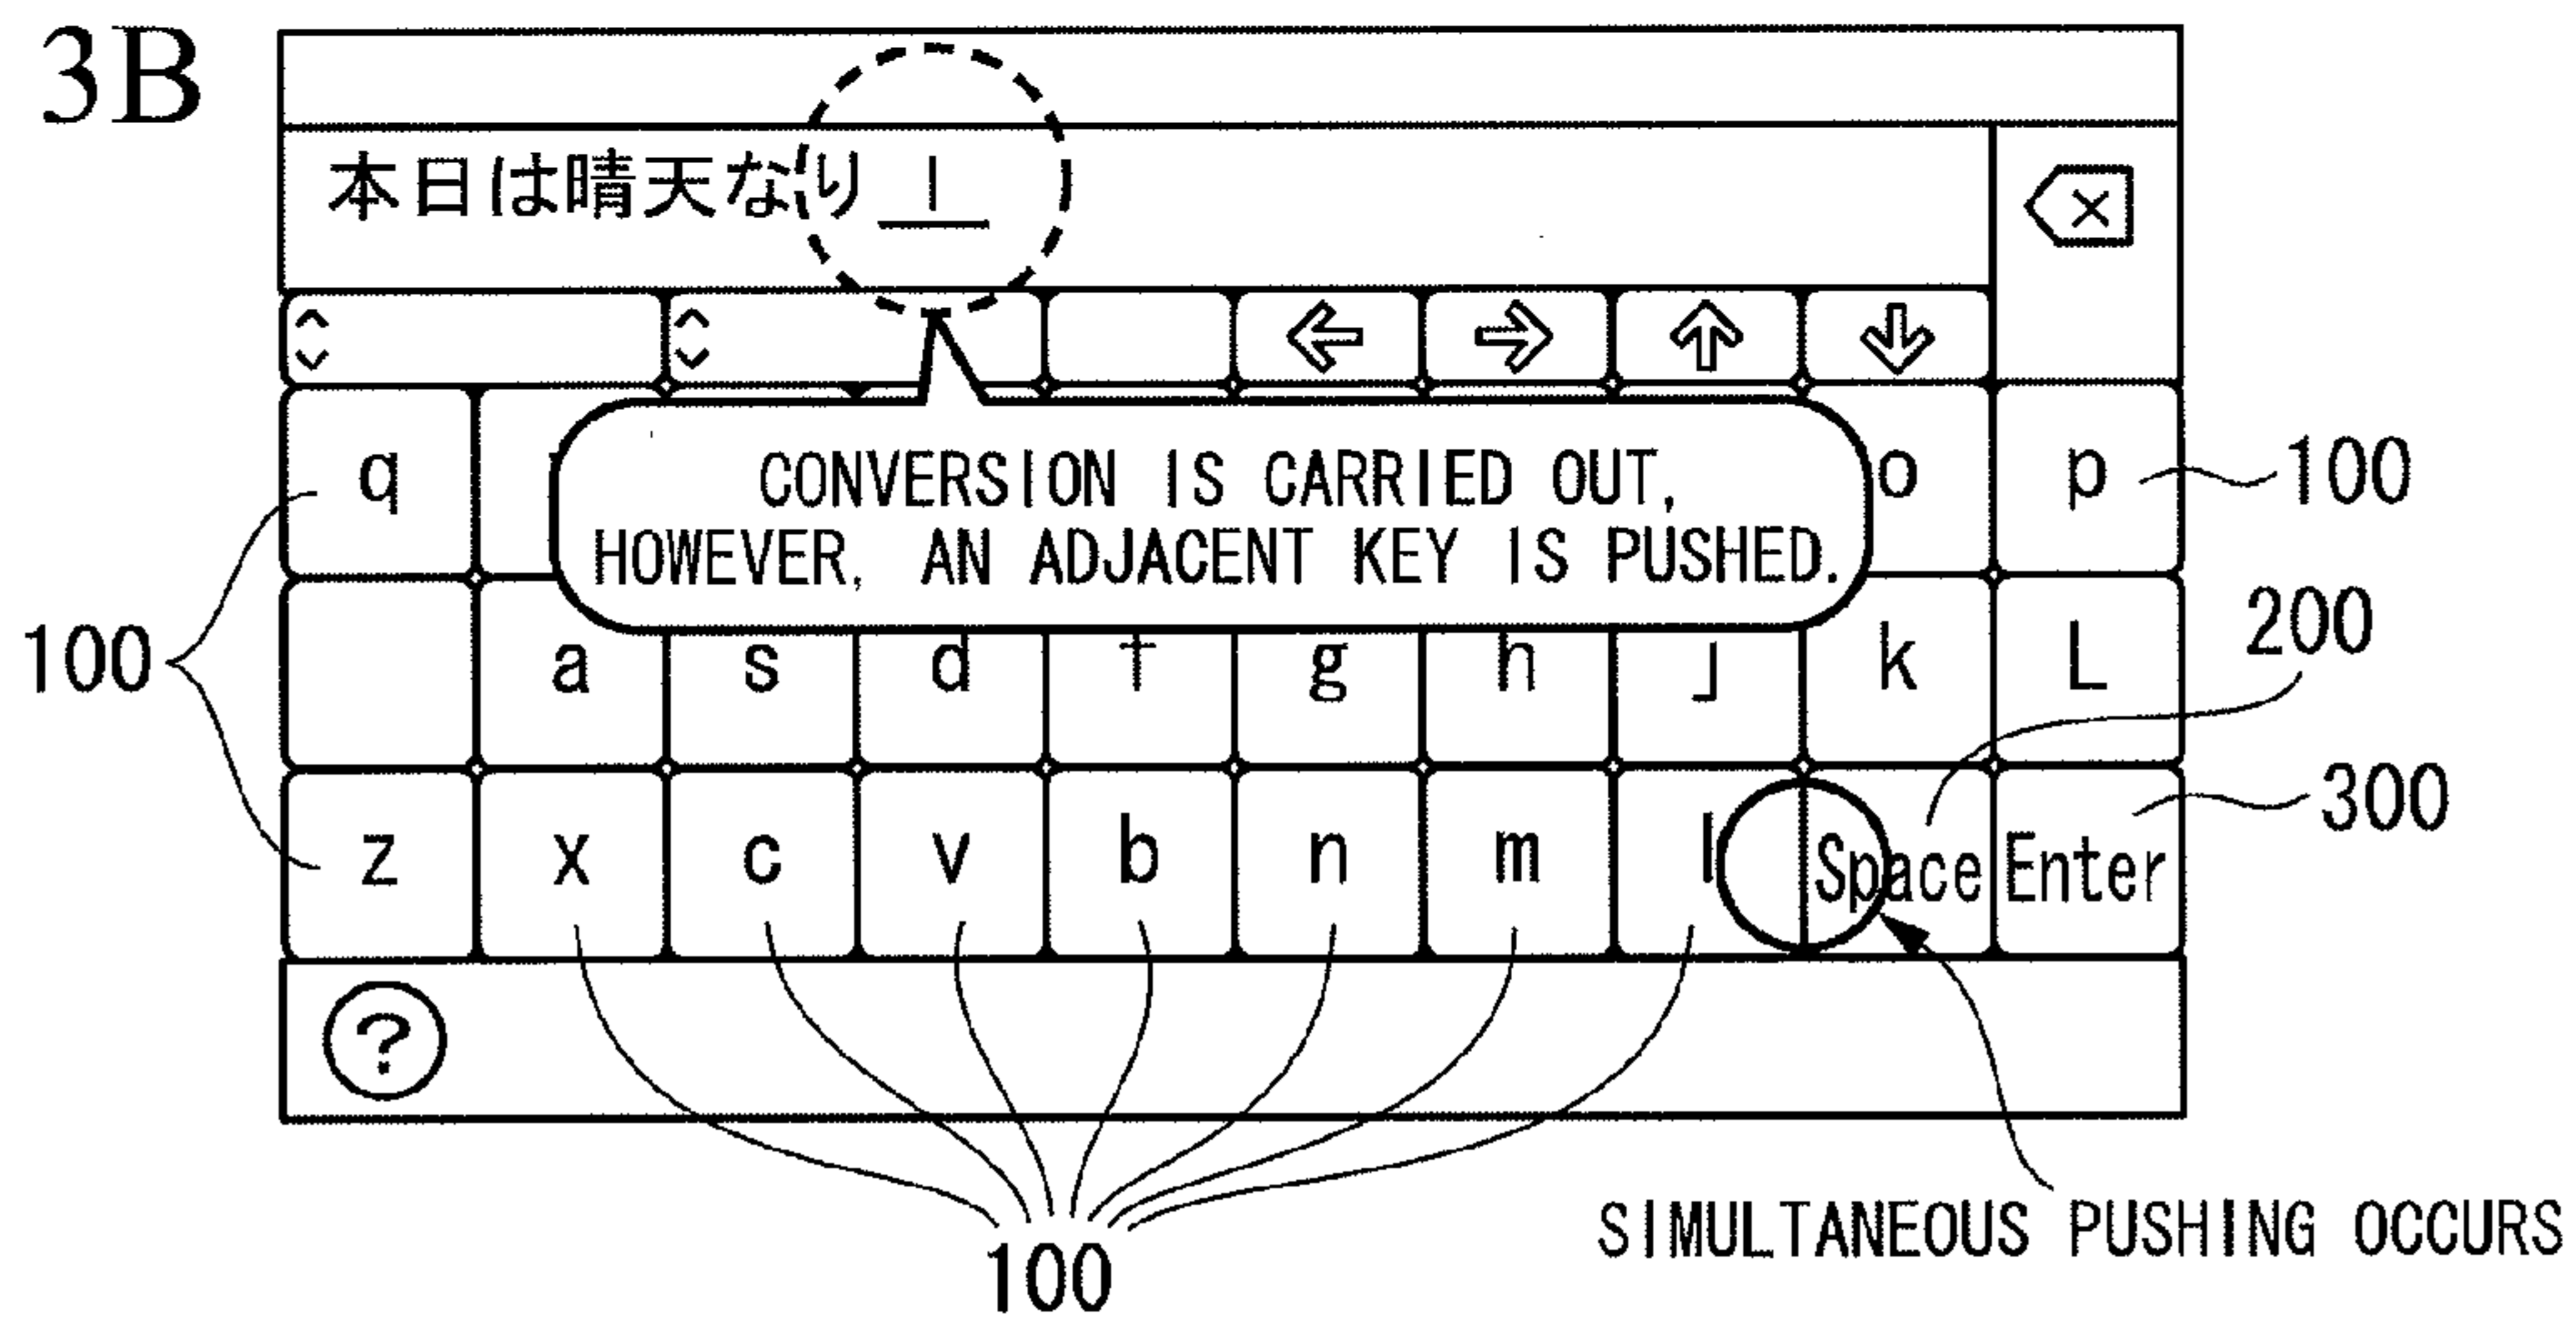 3B
本日は晴天なり|
q o p 100
CONVERSION IS CARRIED OUT,
HOWEVER, AN ADJACENT KEY IS PUSHED.
100 a s d f g h j k L 200
z x c v b n m l Space Enter 300
?
SIMULTANEOUS PUSHING OCCURS
100